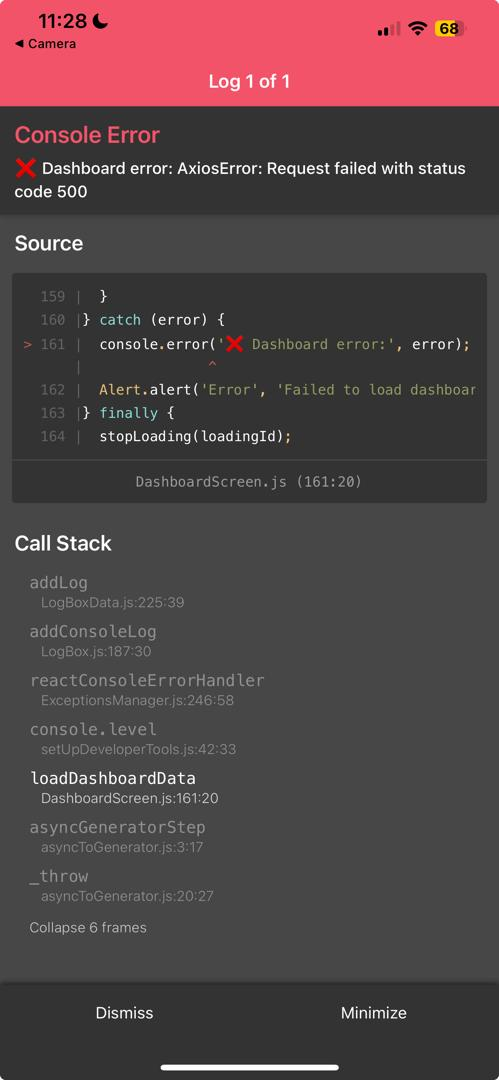 11:28
◀ Camera
68
Log 1 of 1
Console Error
❌ Dashboard error: AxiosError: Request failed with status
code 500
Source
159 | }
160 |} catch (error) {
> 161 | console.error('❌ Dashboard error:', error);
| ^
162 | Alert.alert('Error', 'Failed to load dashboar
163 |} finally {
164 | stopLoading(loadingId);
DashboardScreen.js (161:20)
Call Stack
addLog
LogBoxData.js:225:39
addConsoleLog
LogBox.js:187:30
reactConsoleErrorHandler
ExceptionsManager.js:246:58
console.level
setUpDeveloperTools.js:42:33
loadDashboardData
DashboardScreen.js:161:20
asyncGeneratorStep
asyncToGenerator.js:3:17
_throw
asyncToGenerator.js:20:27
Collapse 6 frames
Dismiss
Minimize